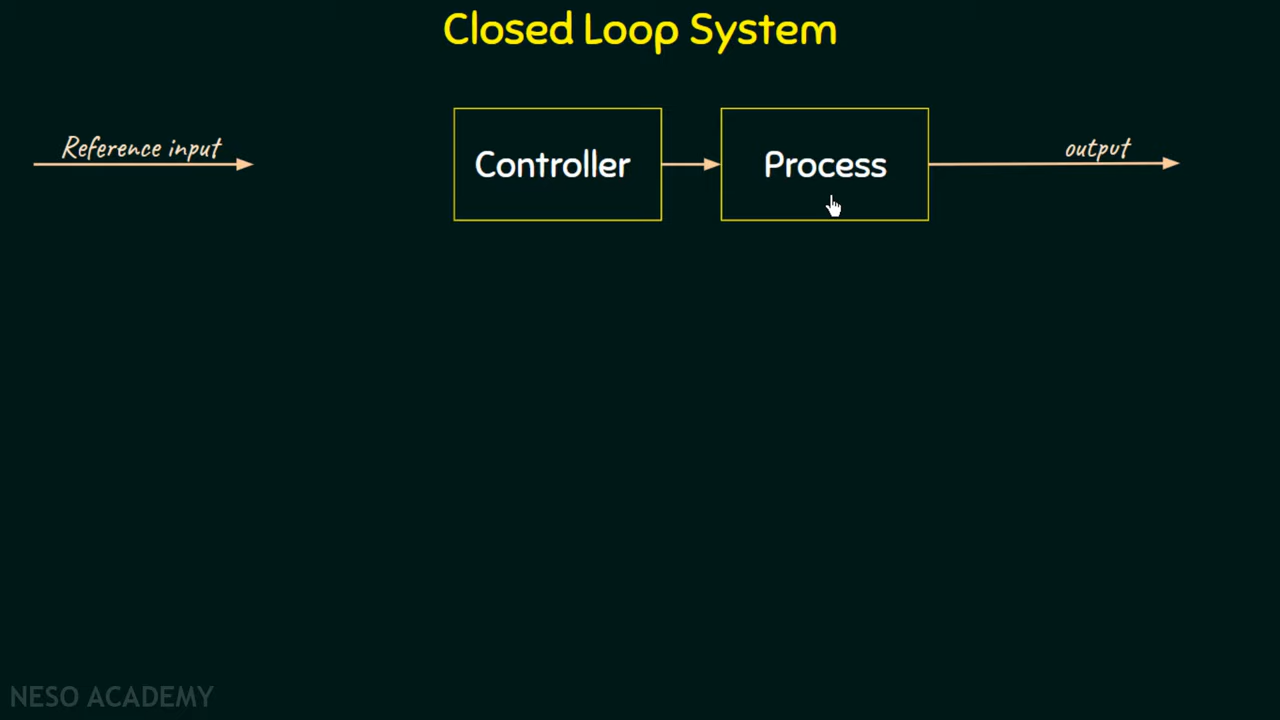 Closed Loop System
Reference input
Controller
Process
output
NESO ACADEMY